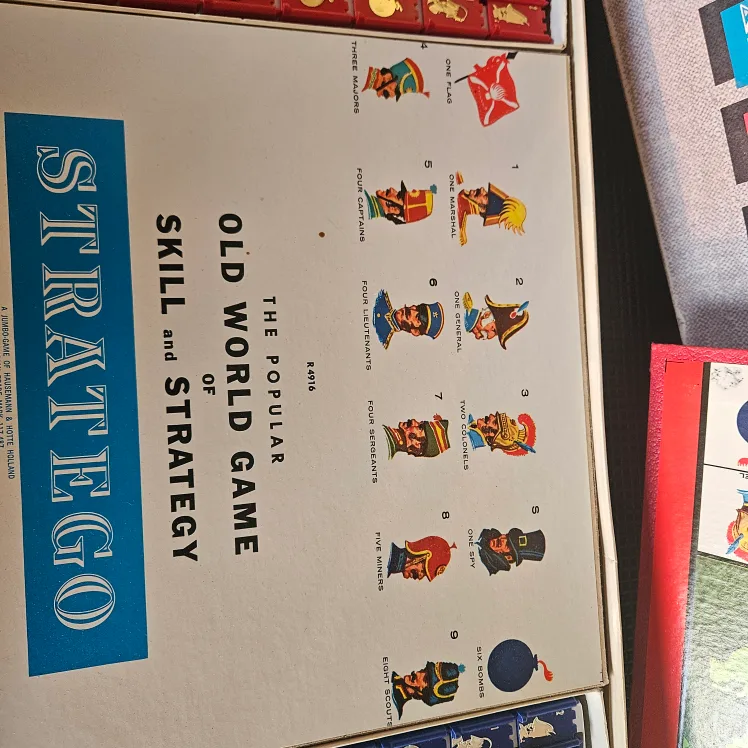 ONE FLAG
1
ONE MARSHAL
2
ONE GENERAL
3
TWO COLONELS
S
ONE SPY
SIX BOMBS
4
THREE MAJORS
5
FOUR CAPTAINS
6
FOUR LIEUTENANTS
7
FOUR SERGEANTS
8
FIVE MINERS
9
EIGHT SCOUTS
R 4916
THE POPULAR
OLD WORLD GAME
OF
SKILL and STRATEGY
STRATEGO
A JUMBO-GAME OF HAUSEMANN & HOTTE HOLLAND